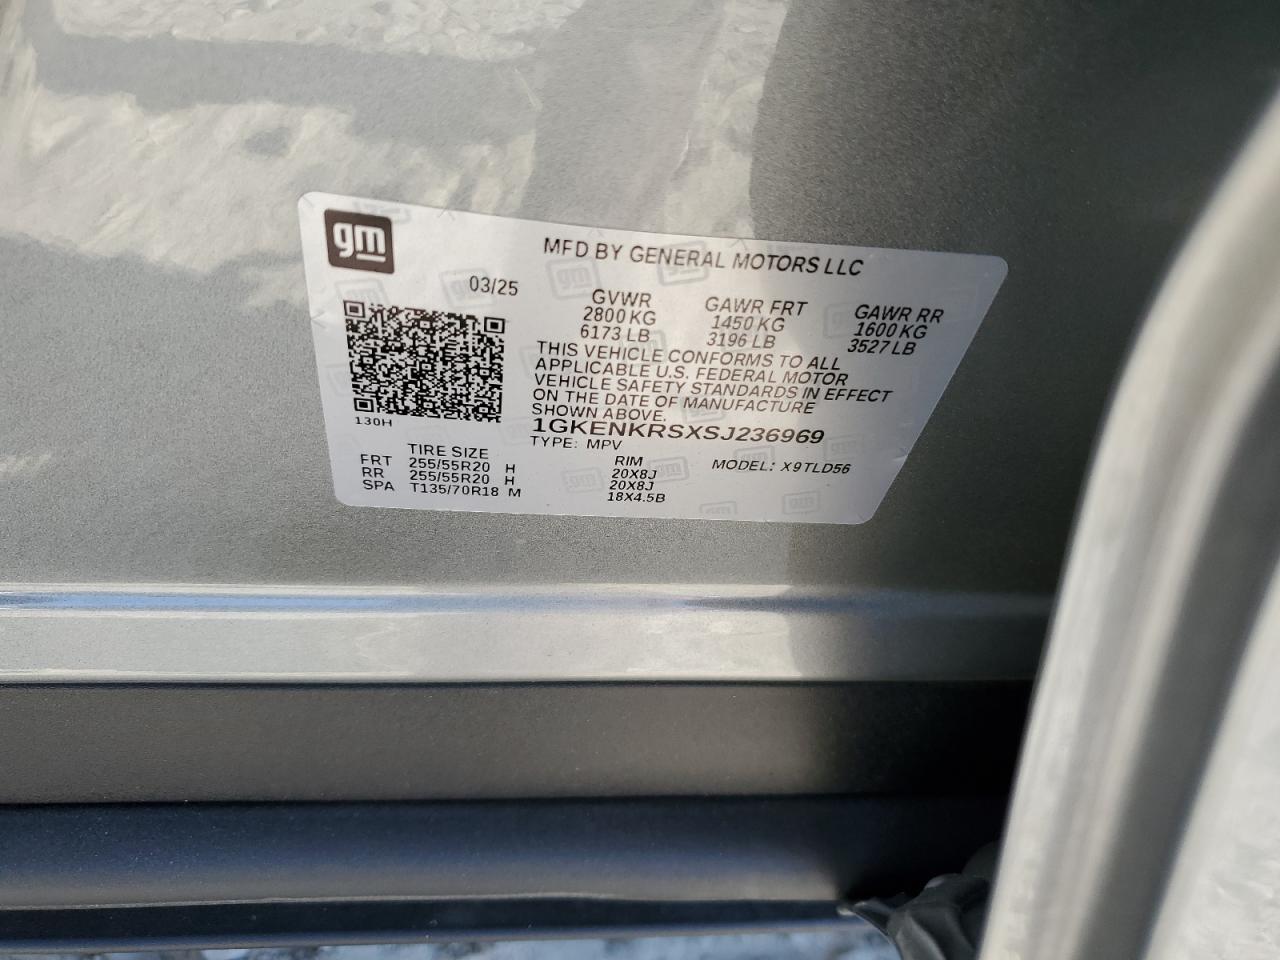 gm
MFD BY GENERAL MOTORS LLC
03/25
GVWR GAWR FRT GAWR RR
2800 KG 1450 KG 1600 KG
6173 LB 3196 LB 3527 LB
THIS VEHICLE CONFORMS TO ALL
APPLICABLE U.S. FEDERAL MOTOR
VEHICLE SAFETY STANDARDS IN EFFECT
ON THE DATE OF MANUFACTURE
SHOWN ABOVE.
130H
1GKENKRSXSJ236969
TYPE: MPV
TIRE SIZE RIM MODEL: X9TLD56
FRT 255/55R20 H 20X8J
RR 255/55R20 H 20X8J
SPA T135/70R18 M 18X4.5B